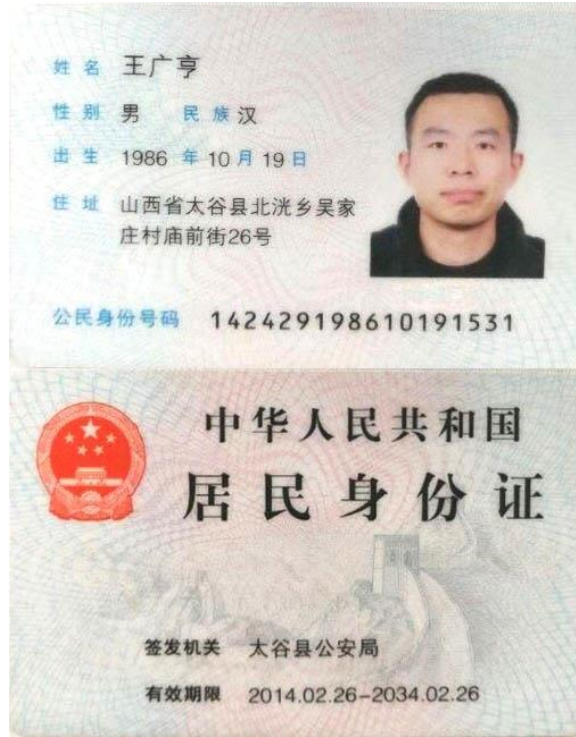 姓名 王广亨
性别 男 民族 汉
出生 1986 年 10 月 19 日
住址 山西省太谷县北洸乡吴家
庄村庙前街26号
公民身份号码 142429198610191531
中华人民共和国
居民身份证
签发机关 太谷县公安局
有效期限 2014.02.26-2034.02.26